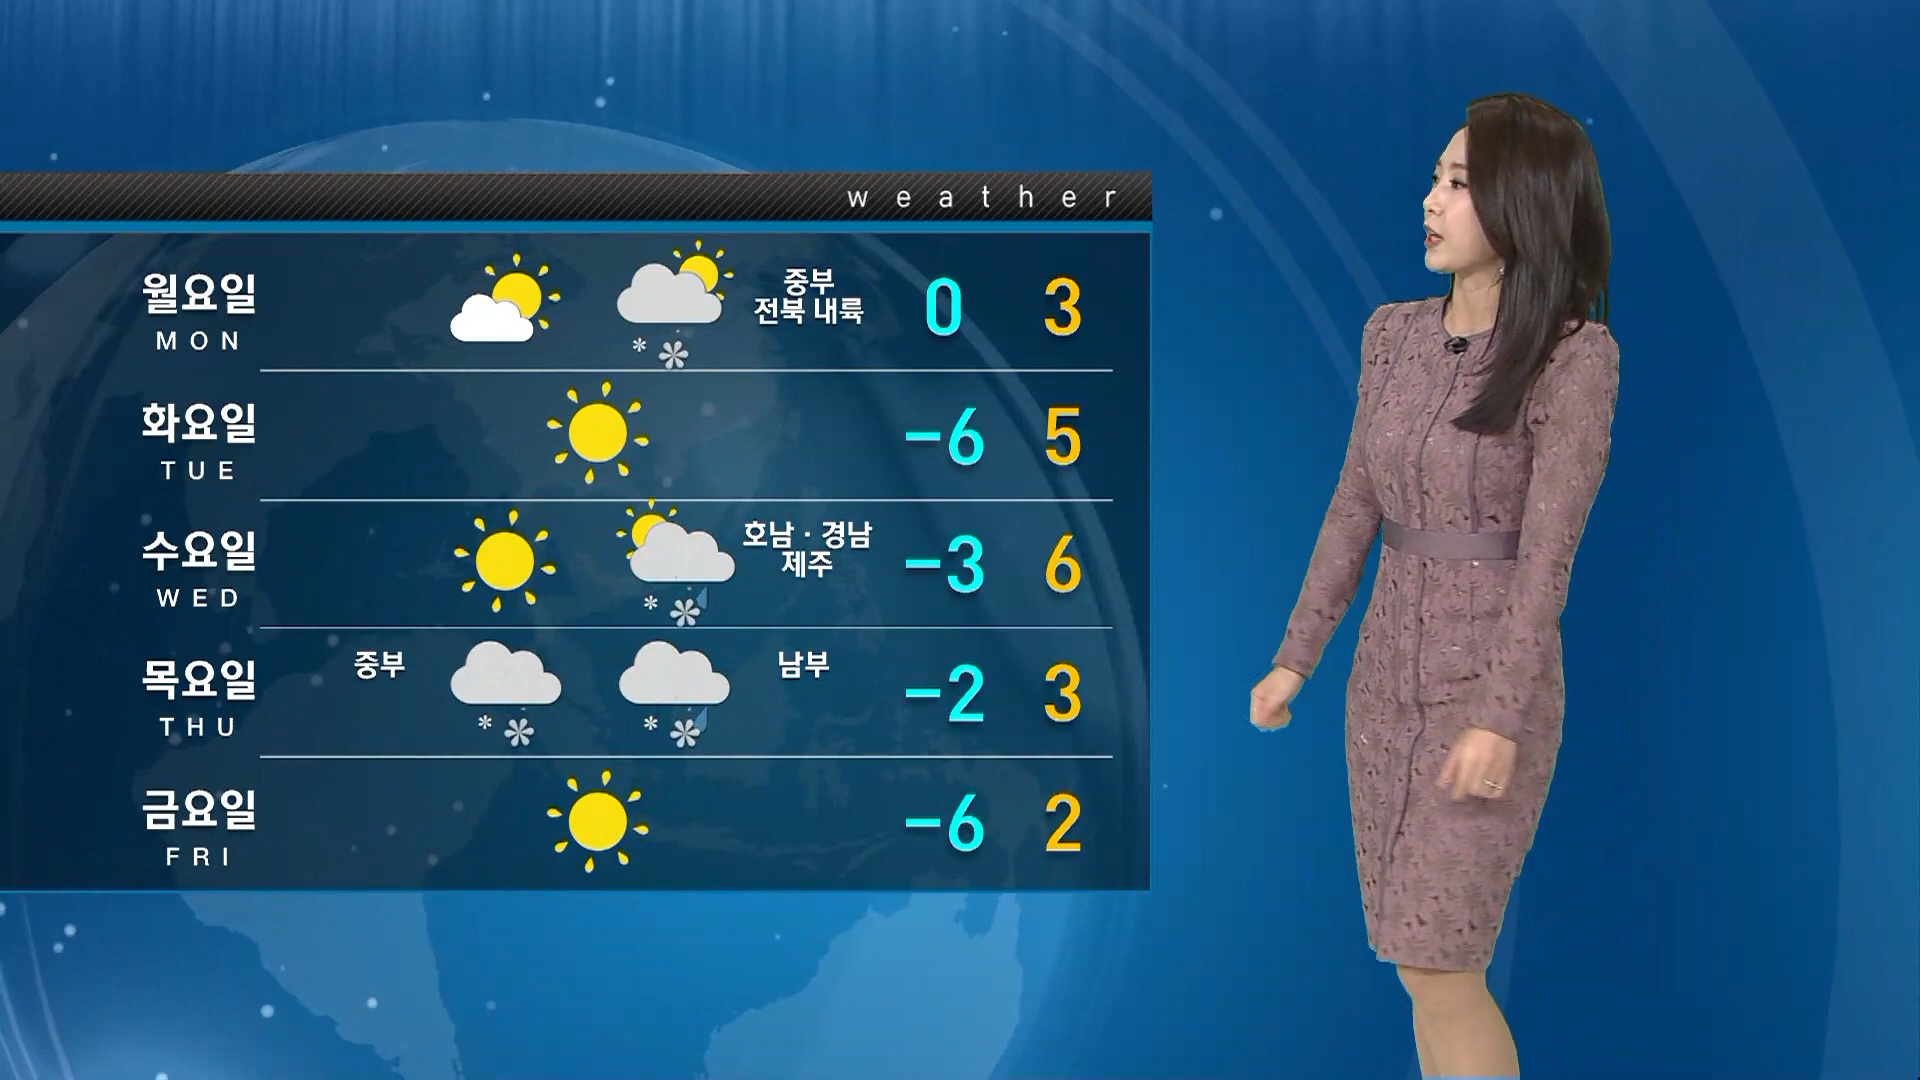 weather
월요일
MON
중부
전북 내륙
0 3
화요일
TUE
-6 5
수요일
WED
호남 · 경남
제주
-3 6
목요일
THU
중부
남부
-2 3
금요일
FRI
-6 2